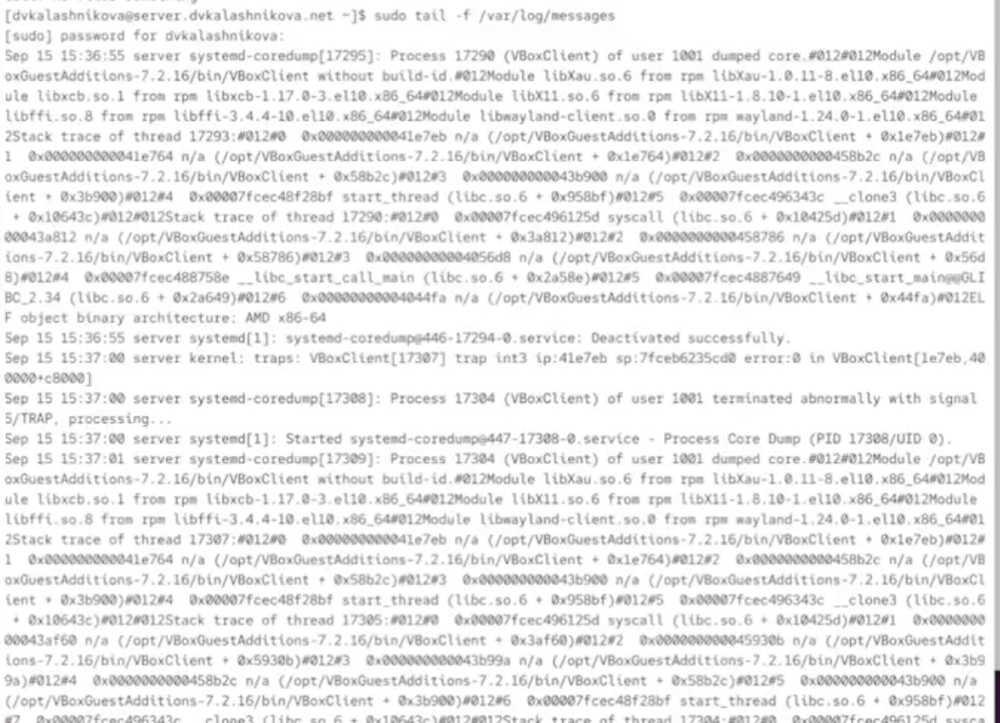 [dvkalashnikova@server.dvkalashnikova.net ~]$ sudo tail -f /var/log/messages
[sudo] password for dvkalashnikova:
Sep 15 15:36:55 server systemd-coredump[17295]: Process 17290 (VBoxClient) of user 1001 dumped core.#012#012Module /opt/VB
oxGuestAdditions-7.2.16/bin/VBoxClient without build-id.#012Module libXau.so.6 from rpm libXau-1.0.11-8.el10.x86_64#012Mod
ule libxcb.so.1 from rpm libxcb-1.17.0-3.el10.x86_64#012Module libX11.so.6 from rpm libX11-1.8.10-1.el10.x86_64#012Module
libffi.so.8 from rpm libffi-3.4.4-10.el10.x86_64#012Module libwayland-client.so.0 from rpm wayland-1.24.0-1.el10.x86_64#01
2Stack trace of thread 17293:#012#0  0x000000000041e7eb n/a (/opt/VBoxGuestAdditions-7.2.16/bin/VBoxClient + 0x1e7eb)#012#
1  0x000000000041e764 n/a (/opt/VBoxGuestAdditions-7.2.16/bin/VBoxClient + 0x1e764)#012#2  0x0000000000458b2c n/a (/opt/VB
oxGuestAdditions-7.2.16/bin/VBoxClient + 0x58b2c)#012#3  0x000000000043b900 n/a (/opt/VBoxGuestAdditions-7.2.16/bin/VBoxCl
ient + 0x3b900)#012#4  0x00007fcec48f28bf start_thread (libc.so.6 + 0x958bf)#012#5  0x00007fcec496343c __clone3 (libc.so.6
 + 0x10643c)#012#012Stack trace of thread 17290:#012#0  0x00007fcec496125d syscall (libc.so.6 + 0x10425d)#012#1  0x0000000
00043a812 n/a (/opt/VBoxGuestAdditions-7.2.16/bin/VBoxClient + 0x3a812)#012#2  0x0000000000458786 n/a (/opt/VBoxGuestAddit
ions-7.2.16/bin/VBoxClient + 0x58786)#012#3  0x00000000004056d8 n/a (/opt/VBoxGuestAdditions-7.2.16/bin/VBoxClient + 0x56d
8)#012#4  0x00007fcec488758e __libc_start_call_main (libc.so.6 + 0x2a58e)#012#5  0x00007fcec4887649 __libc_start_main@@GLI
BC_2.34 (libc.so.6 + 0x2a649)#012#6  0x00000000004044fa n/a (/opt/VBoxGuestAdditions-7.2.16/bin/VBoxClient + 0x44fa)#012EL
F object binary architecture: AMD x86-64
Sep 15 15:36:55 server systemd[1]: systemd-coredump@446-17294-0.service: Deactivated successfully.
Sep 15 15:37:00 server kernel: traps: VBoxClient[17307] trap int3 ip:41e7eb sp:7fceb6235cd0 error:0 in VBoxClient[1e7eb,40
0000+c8000]
Sep 15 15:37:00 server systemd-coredump[17308]: Process 17304 (VBoxClient) of user 1001 terminated abnormally with signal
5/TRAP, processing...
Sep 15 15:37:00 server systemd[1]: Started systemd-coredump@447-17308-0.service - Process Core Dump (PID 17308/UID 0).
Sep 15 15:37:01 server systemd-coredump[17309]: Process 17304 (VBoxClient) of user 1001 dumped core.#012#012Module /opt/VB
oxGuestAdditions-7.2.16/bin/VBoxClient without build-id.#012Module libXau.so.6 from rpm libXau-1.0.11-8.el10.x86_64#012Mod
ule libxcb.so.1 from rpm libxcb-1.17.0-3.el10.x86_64#012Module libX11.so.6 from rpm libX11-1.8.10-1.el10.x86_64#012Module
libffi.so.8 from rpm libffi-3.4.4-10.el10.x86_64#012Module libwayland-client.so.0 from rpm wayland-1.24.0-1.el10.x86_64#01
2Stack trace of thread 17307:#012#0  0x000000000041e7eb n/a (/opt/VBoxGuestAdditions-7.2.16/bin/VBoxClient + 0x1e7eb)#012#
1  0x000000000041e764 n/a (/opt/VBoxGuestAdditions-7.2.16/bin/VBoxClient + 0x1e764)#012#2  0x0000000000458b2c n/a (/opt/VB
oxGuestAdditions-7.2.16/bin/VBoxClient + 0x58b2c)#012#3  0x000000000043b900 n/a (/opt/VBoxGuestAdditions-7.2.16/bin/VBoxCl
ient + 0x3b900)#012#4  0x00007fcec48f28bf start_thread (libc.so.6 + 0x958bf)#012#5  0x00007fcec496343c __clone3 (libc.so.6
 + 0x10643c)#012#012Stack trace of thread 17305:#012#0  0x00007fcec496125d syscall (libc.so.6 + 0x10425d)#012#1  0x0000000
00043af60 n/a (/opt/VBoxGuestAdditions-7.2.16/bin/VBoxClient + 0x3af60)#012#2  0x000000000045930b n/a (/opt/VBoxGuestAddit
ions-7.2.16/bin/VBoxClient + 0x5930b)#012#3  0x000000000043b99a n/a (/opt/VBoxGuestAdditions-7.2.16/bin/VBoxClient + 0x3b9
9a)#012#4  0x0000000000458b2c n/a (/opt/VBoxGuestAdditions-7.2.16/bin/VBoxClient + 0x58b2c)#012#5  0x000000000043b900 n/a
(/opt/VBoxGuestAdditions-7.2.16/bin/VBoxClient + 0x3b900)#012#6  0x00007fcec48f28bf start_thread (libc.so.6 + 0x958bf)#012
#7  0x00007fcec496343c __clone3 (libc.so.6 + 0x10643c)#012#012Stack trace of thread 17304:#012#0  0x00007fcec496125d sysc